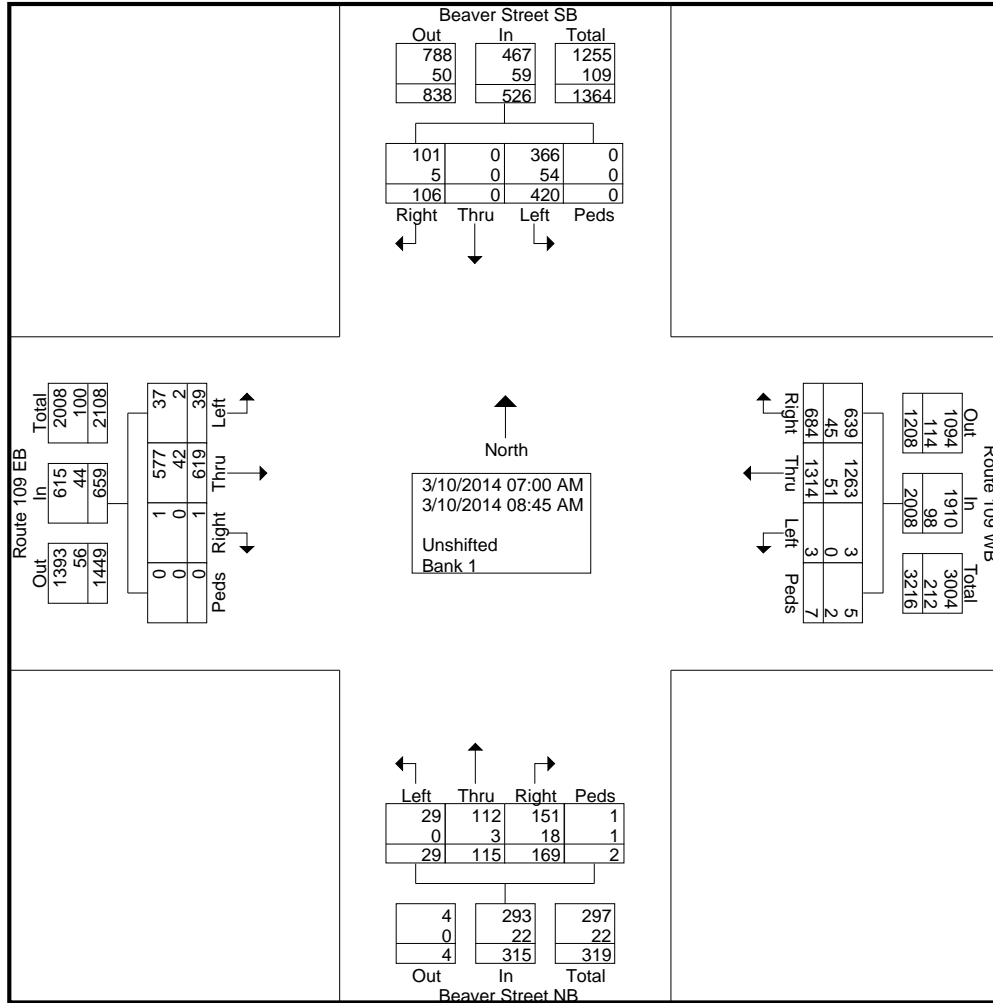 Beaver Street SB
Out In Total
788 467 1255
50 59 109
838 526 1364
101 0 366 0
5 0 54 0
106 0 420 0
Right Thru Left Peds
Route 109 EB
Total In Out
2008 615 1393
100 44 56
2108 659 1449
37 577 1 0
2 42 0 0
39 619 1 0
Left Thru Right Peds
North
3/10/2014 07:00 AM
3/10/2014 08:45 AM
Unshifted
Bank 1
Route 109 WB
Out In Total
1094 1910 3004
114 98 212
1208 2008 3216
639 1263 3 5
45 51 0 2
684 1314 3 7
Right Thru Left Peds
Left Thru Right Peds
29 112 151 1
0 3 18 1
29 115 169 2
4 293 297
0 22 22
4 315 319
Out In Total
Beaver Street NB